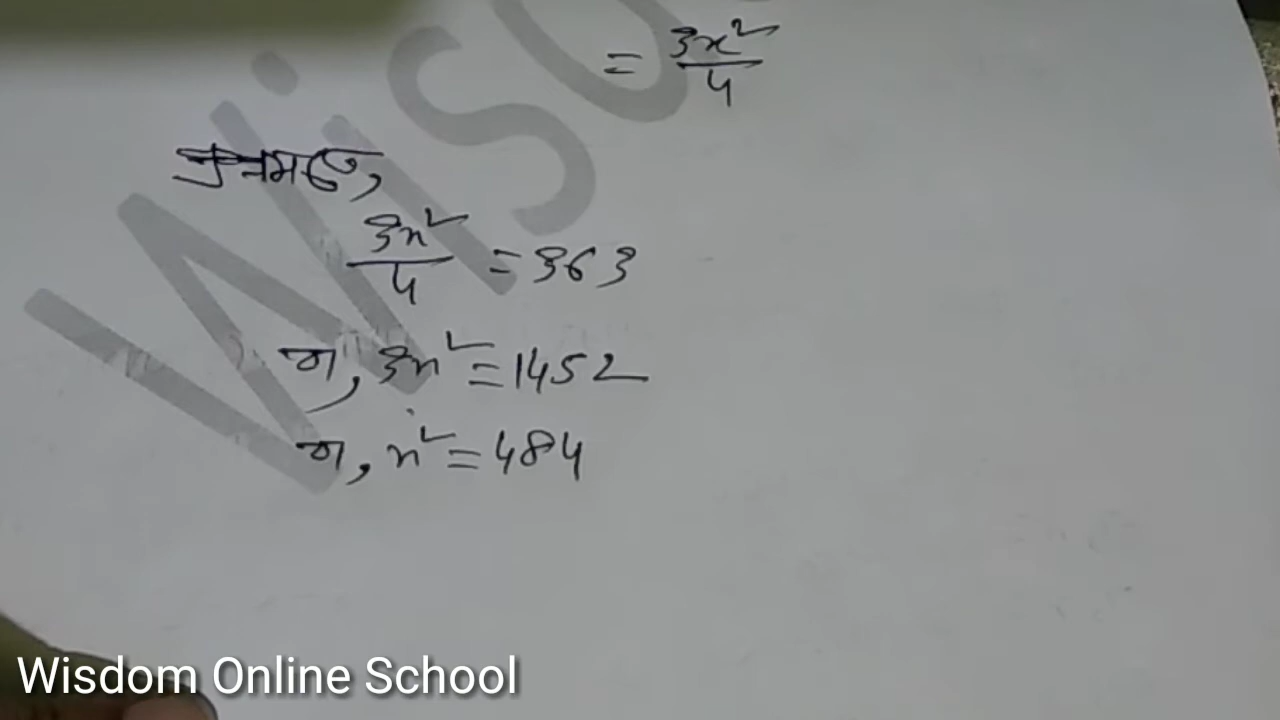 = 3x²/4
প্রশ্নমতে,
3x²/4 = 363
বা, 3x² = 1452
বা, x² = 484
Wisdom Online School